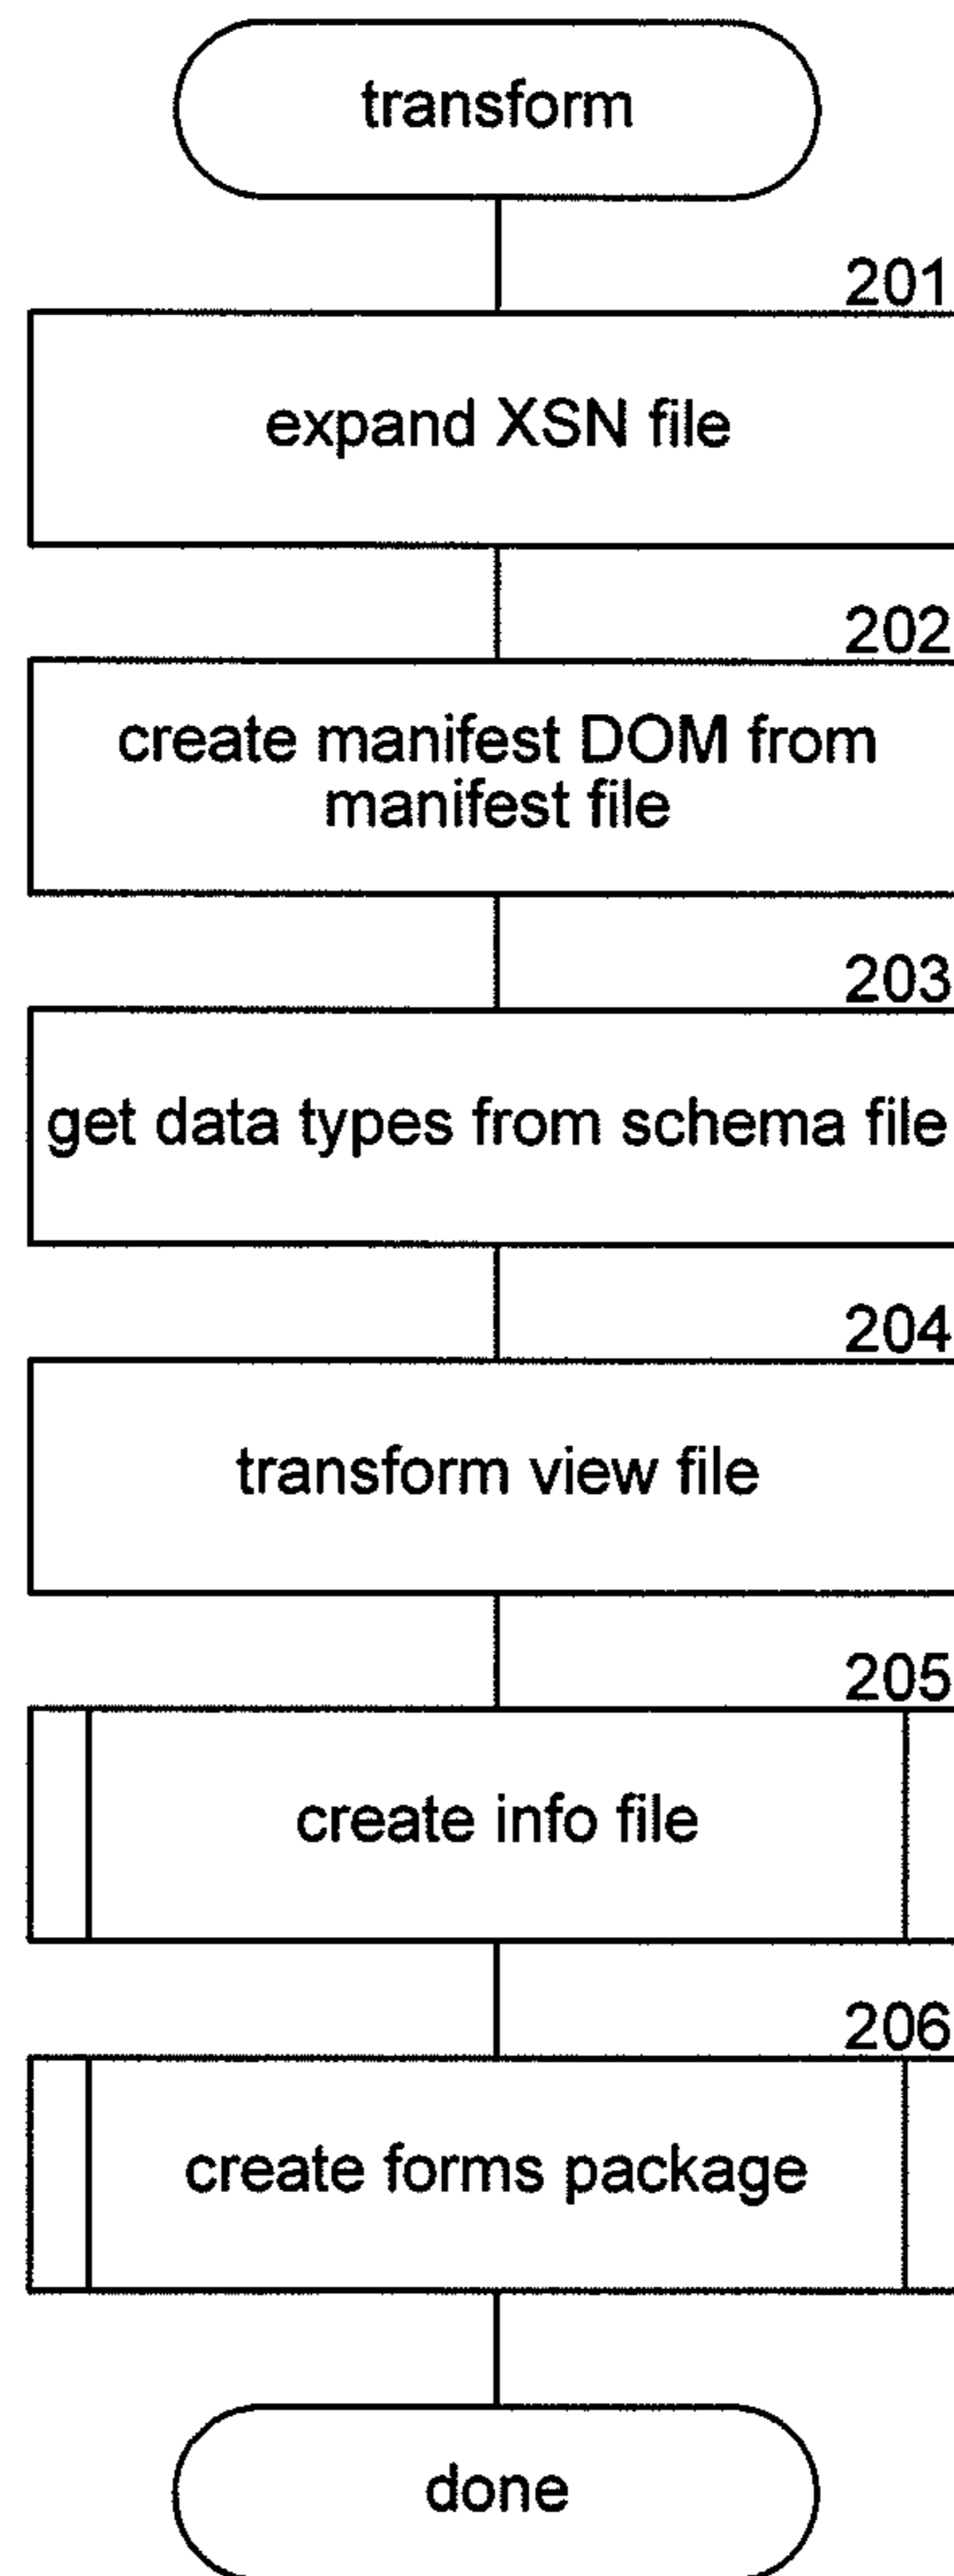 transform
201
expand XSN file
202
create manifest DOM from
manifest file
203
get data types from schema file
204
transform view file
205
create info file
206
create forms package
done